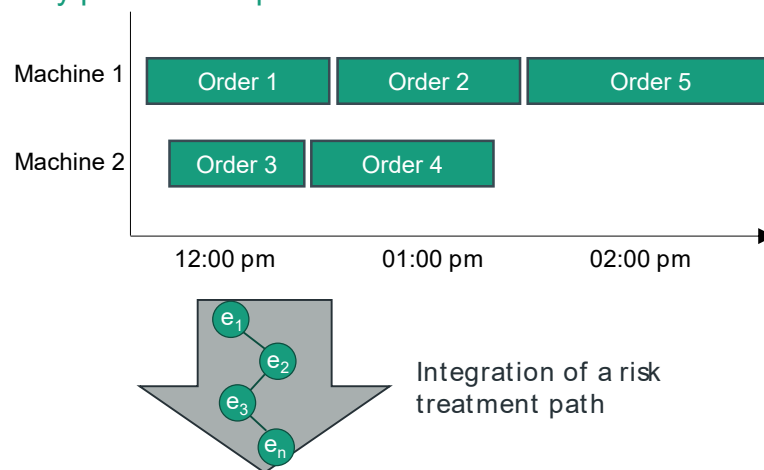 Machine 1 Order 1 Order 2 Order 5
Machine 2 Order 3 Order 4
12:00 pm 01:00 pm 02:00 pm
e1
e2
e3
en
Integration of a risk
treatment path